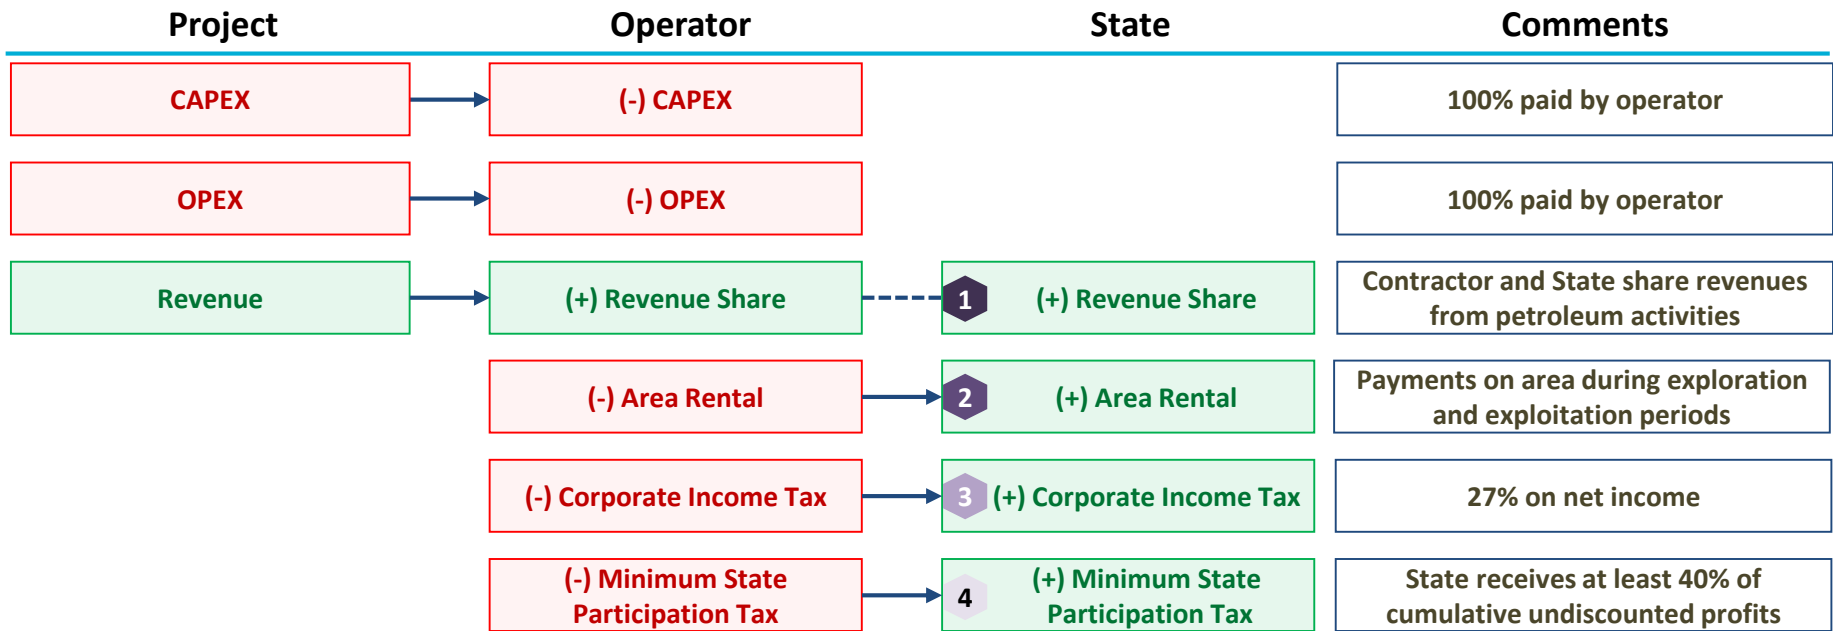 Project
Operator
State
Comments
CAPEX
(-) CAPEX
100% paid by operator
OPEX
(-) OPEX
100% paid by operator
Revenue
(+) Revenue Share
1
(+) Revenue Share
Contractor and State share revenues
from petroleum activities
(-) Area Rental
2
(+) Area Rental
Payments on area during exploration
and exploitation periods
(-) Corporate Income Tax
3
(+) Corporate Income Tax
27% on net income
(-) Minimum State
Participation Tax
4
(+) Minimum State
Participation Tax
State receives at least 40% of
cumulative undiscounted profits